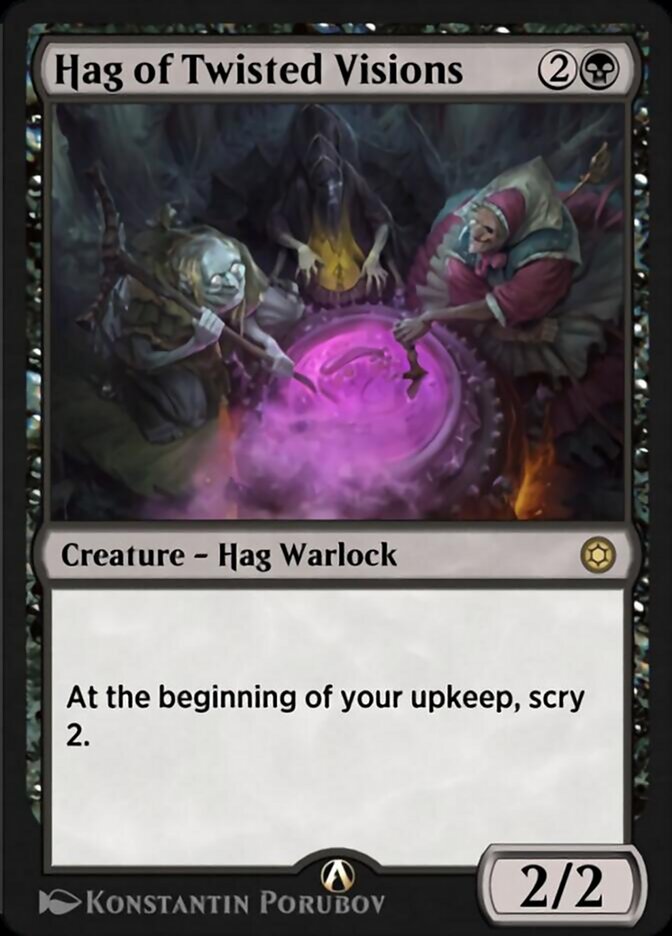 Hag of Twisted Visions 2
Creature – Hag Warlock
At the beginning of your upkeep, scry
2.
2/2
Konstantin Porubov